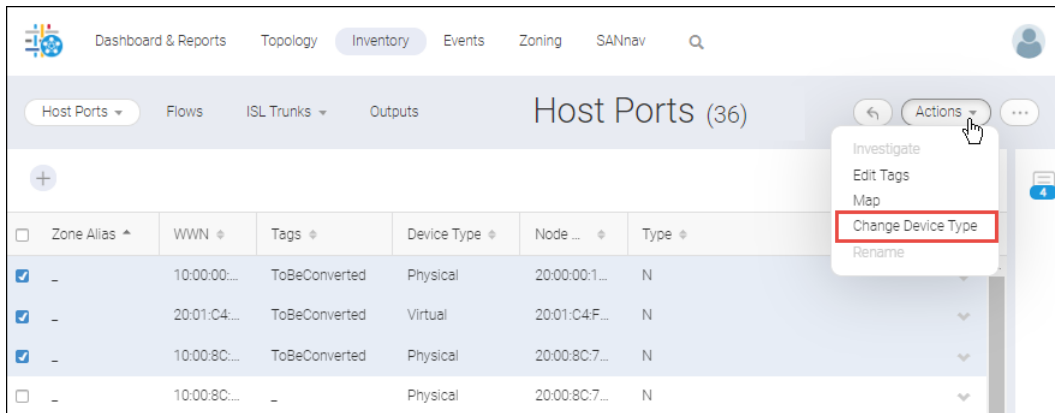 Dashboard & Reports Topology Inventory Events Zoning SANnav
Host Ports Flows ISL Trunks Outputs Host Ports (36) Actions ...
Investigate
Edit Tags
Map
Change Device Type
Rename
4
+
Zone Alias WWN Tags Device Type Node ... Type
_ 10:00:00:... ToBeConverted Physical 20:00:00:1... N
_ 20:01:C4:... ToBeConverted Virtual 20:01:C4:F... N
_ 10:00:8C:... ToBeConverted Physical 20:00:8C:7... N
_ 10:00:8C:... _ Physical 20:00:8C:7... N